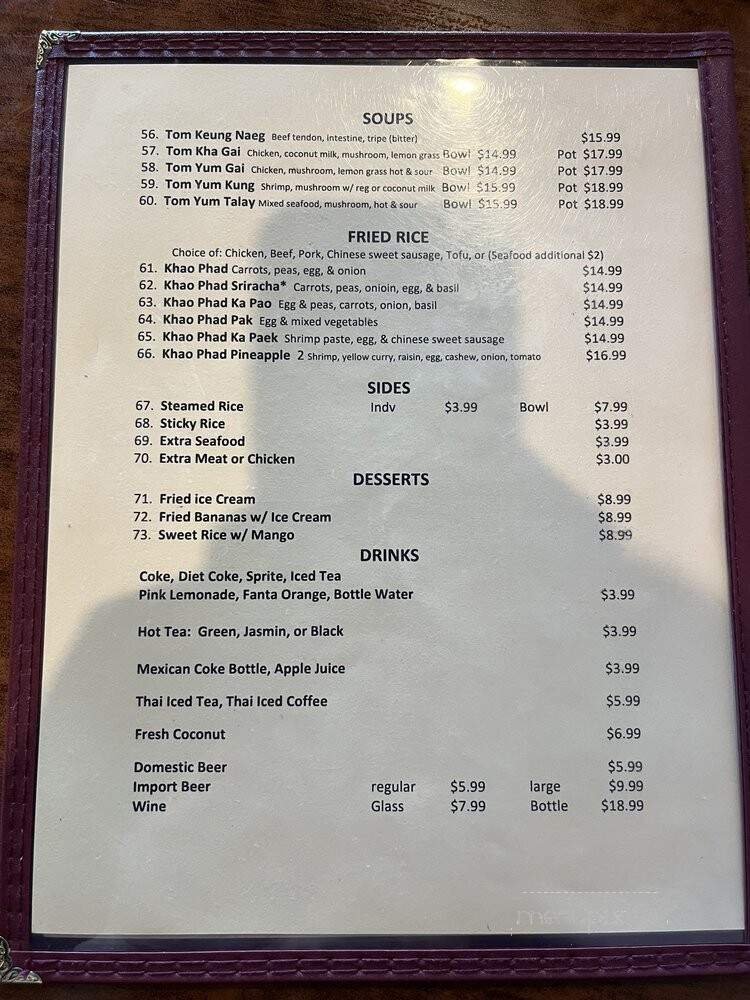 SOUPS
56. Tom Keung Naeg Beef tendon, intestine, tripe (bitter) $15.99
57. Tom Kha Gai Chicken, coconut milk, mushroom, lemon grass Bowl $14.99 Pot $17.99
58. Tom Yum Gai Chicken, mushroom, lemon grass hot & sour Bowl $14.99 Pot $17.99
59. Tom Yum Kung Shrimp, mushroom w/ reg or coconut milk Bowl $15.99 Pot $18.99
60. Tom Yum Talay Mixed seafood, mushroom, hot & sour Bowl $15.99 Pot $18.99
FRIED RICE
Choice of: Chicken, Beef, Pork, Chinese sweet sausage, Tofu, or (Seafood additional $2)
61. Khao Phad Carrots, peas, egg, & onion $14.99
62. Khao Phad Sriracha* Carrots, peas, onioin, egg, & basil $14.99
63. Khao Phad Ka Pao Egg & peas, carrots, onion, basil $14.99
64. Khao Phad Pak Egg & mixed vegetables $14.99
65. Khao Phad Ka Paek Shrimp paste, egg, & chinese sweet sausage $14.99
66. Khao Phad Pineapple 2 Shrimp, yellow curry, raisin, egg, cashew, onion, tomato $16.99
SIDES
67. Steamed Rice Indv $3.99 Bowl $7.99
68. Sticky Rice $3.99
69. Extra Seafood $3.99
70. Extra Meat or Chicken $3.00
DESSERTS
71. Fried ice Cream $8.99
72. Fried Bananas w/ Ice Cream $8.99
73. Sweet Rice w/ Mango $8.99
DRINKS
Coke, Diet Coke, Sprite, Iced Tea
Pink Lemonade, Fanta Orange, Bottle Water $3.99
Hot Tea: Green, Jasmin, or Black $3.99
Mexican Coke Bottle, Apple Juice $3.99
Thai Iced Tea, Thai Iced Coffee $5.99
Fresh Coconut $6.99
Domestic Beer $5.99
Import Beer regular $5.99 large $9.99
Wine Glass $7.99 Bottle $18.99